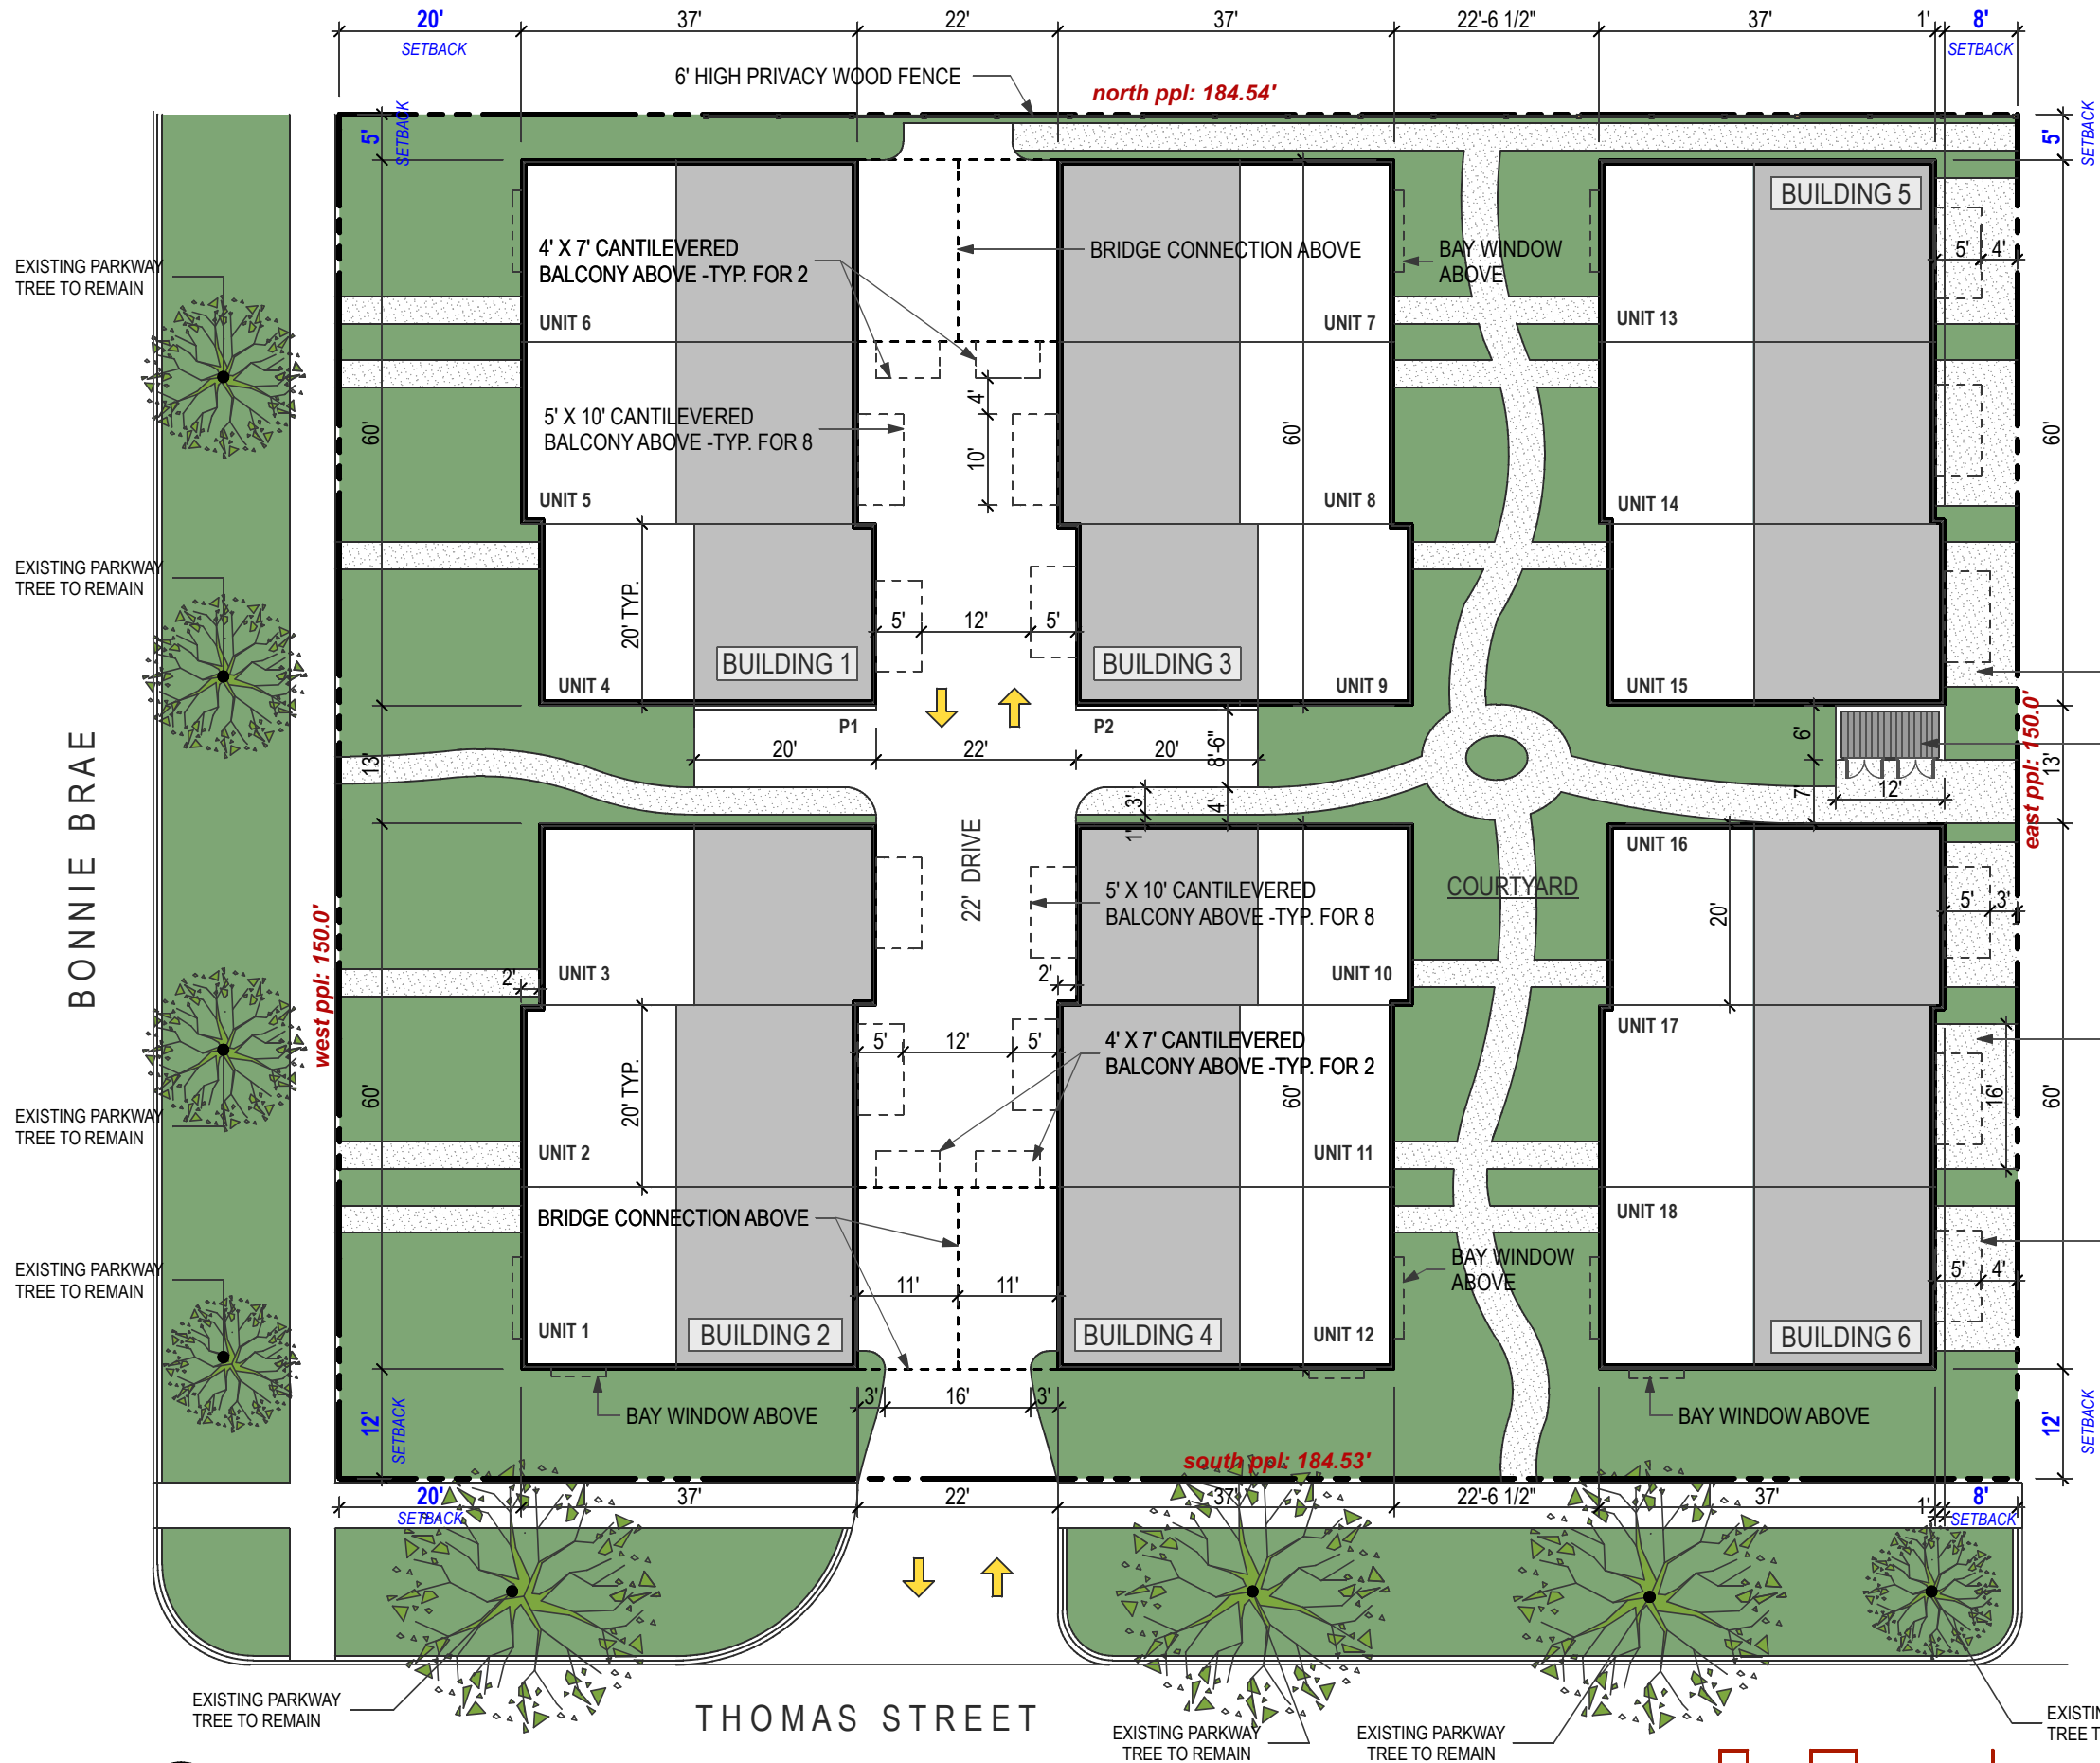 20' 37' 22' 37' 22'-6 1/2" 37' 1' 8'
SETBACK SETBACK
6' HIGH PRIVACY WOOD FENCE
north ppl: 184.54'
5' SETBACK
5' SETBACK
BUILDING 5
4' X 7' CANTILEVERED
BALCONY ABOVE -TYP. FOR 2
BRIDGE CONNECTION ABOVE
BAY WINDOW
ABOVE
5' 4'
EXISTING PARKWAY
TREE TO REMAIN
UNIT 6
UNIT 7
UNIT 13
4'
5' X 10' CANTILEVERED
BALCONY ABOVE -TYP. FOR 8
60'
10'
60'
60'
UNIT 5
UNIT 8
UNIT 14
EXISTING PARKWAY
TREE TO REMAIN
20' TYP.
5' 12' 5'
BUILDING 1
BUILDING 3
UNIT 4
UNIT 9
UNIT 15
P1
P2
20' 22' 20'
8'-6"
6'
13'
13'
12'
7'
3'
4'
1'
east ppl: 150.0'
BONNIE BRAE
west ppl: 150.0'
22' DRIVE
UNIT 16
COURTYARD
5' X 10' CANTILEVERED
BALCONY ABOVE -TYP. FOR 8
20'
5' 3'
UNIT 3
2'
2'
UNIT 10
UNIT 17
5' 12' 5'
4' X 7' CANTILEVERED
BALCONY ABOVE -TYP. FOR 2
60'
20' TYP.
60'
16'
60'
EXISTING PARKWAY
TREE TO REMAIN
UNIT 2
UNIT 11
UNIT 18
BRIDGE CONNECTION ABOVE
BAY WINDOW
ABOVE
EXISTING PARKWAY
TREE TO REMAIN
11' 11'
5' 4'
UNIT 1
BUILDING 2
BUILDING 4
UNIT 12
BUILDING 6
12' SETBACK
3' 16' 3'
BAY WINDOW ABOVE
BAY WINDOW ABOVE
12' SETBACK
south ppl: 184.53'
20' 37' 22' 37' 22'-6 1/2" 37' 1' 8'
SETBACK SETBACK
EXISTING PARKWAY
TREE TO REMAIN
THOMAS STREET
EXISTING PARKWAY
TREE TO REMAIN
EXISTING PARKWAY
TREE TO REMAIN